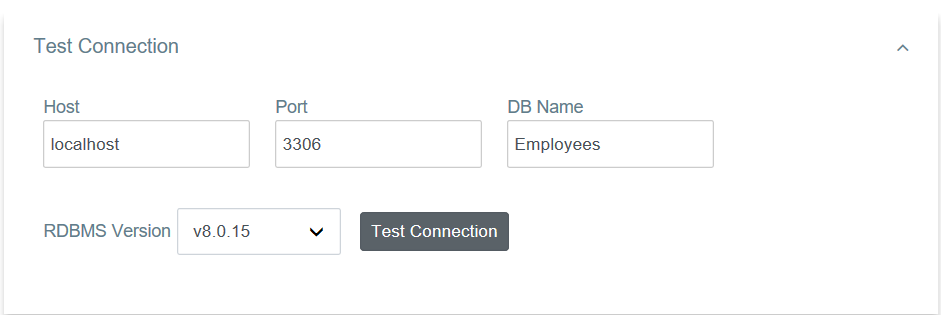 Test Connection
Host Port DB Name
localhost 3306 Employees
RDBMS Version v8.0.15 Test Connection